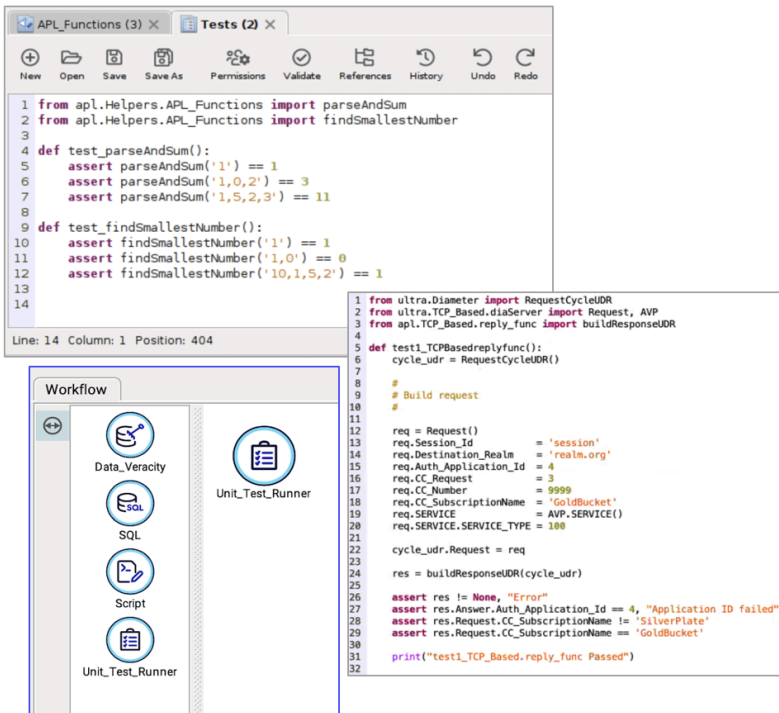 APL_Functions (3) ×
Tests (2) ×
New Open Save Save As Permissions Validate References History Undo Redo
1 from apl.Helpers.APL_Functions import parseAndSum
2 from apl.Helpers.APL_Functions import findSmallestNumber
3
4 def test_parseAndSum():
5     assert parseAndSum('1') == 1
6     assert parseAndSum('1,0,2') == 3
7     assert parseAndSum('1,5,2,3') == 11
8
9 def test_findSmallestNumber():
10     assert findSmallestNumber('1') == 1
11     assert findSmallestNumber('1,0') == 0
12     assert findSmallestNumber('10,1,5,2') == 1
13
14
Line: 14 Column: 1 Position: 404
1 from ultra.Diameter import RequestCycleUDR
2 from ultra.TCP_Based.diaServer import Request, AVP
3 from apl.TCP_Based.reply_func import buildResponseUDR
4
5 def test1_TCPBasedreplyfunc():
6     cycle_udr = RequestCycleUDR()
7
8     #
9     # Build request
10     #
11
12     req = Request()
13     req.Session_Id = 'session'
14     req.Destination_Realm = 'realm.org'
15     req.Auth_Application_Id = 4
16     req.CC_Request = 3
17     req.CC_Number = 9999
18     req.CC_SubscriptionName = 'GoldBucket'
19     req.SERVICE = AVP.SERVICE()
20     req.SERVICE.SERVICE_TYPE = 100
21
22     cycle_udr.Request = req
23
24     res = buildResponseUDR(cycle_udr)
25
26     assert res != None, "Error"
27     assert res.Answer.Auth_Application_Id == 4, "Application ID failed"
28     assert res.Request.CC_SubscriptionName != 'SilverPlate'
29     assert res.Request.CC_SubscriptionName == 'GoldBucket'
30
31     print("test1_TCP_Based.reply_func Passed")
32
Workflow
Data_Veracity
SQL
SQL
Script
Unit_Test_Runner
Unit_Test_Runner